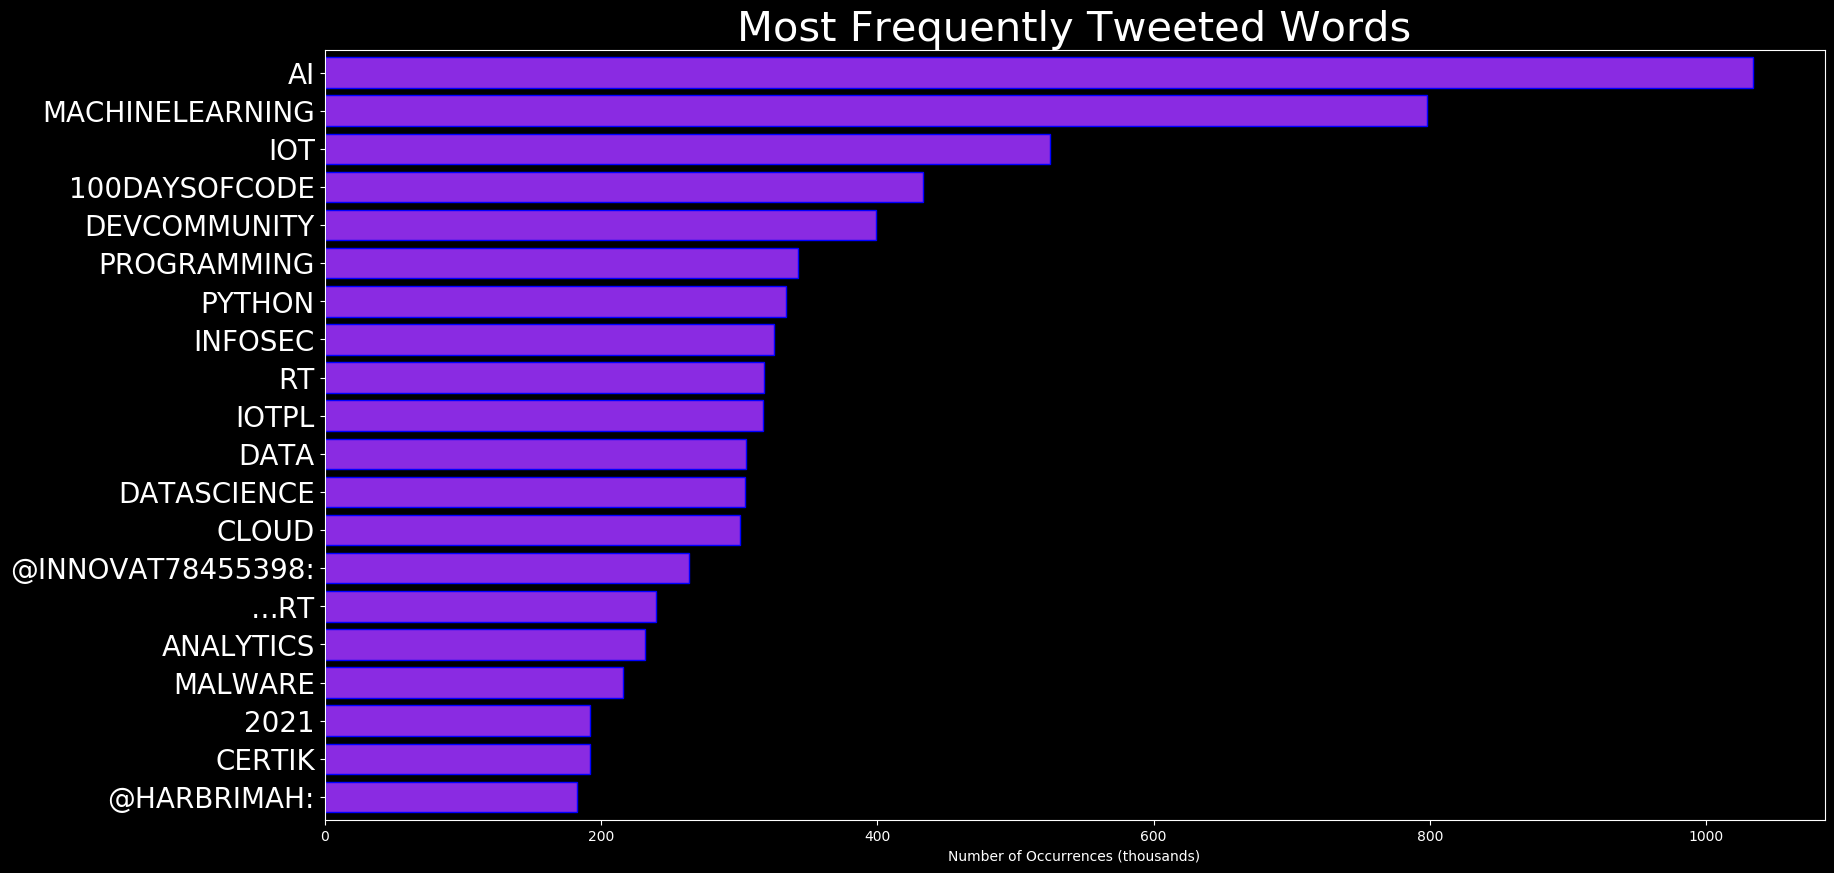 Most Frequently Tweeted Words
AI
MACHINELEARNING
IOT
100DAYSOFCODE
DEVCOMMUNITY
PROGRAMMING
PYTHON
INFOSEC
RT
IOTPL
DATA
DATASCIENCE
CLOUD
@INNOVAT78455398:
…RT
ANALYTICS
MALWARE
2021
CERTIK
@HARBRIMAH:
0 200 400 600 800 1000
Number of Occurrences (thousands)